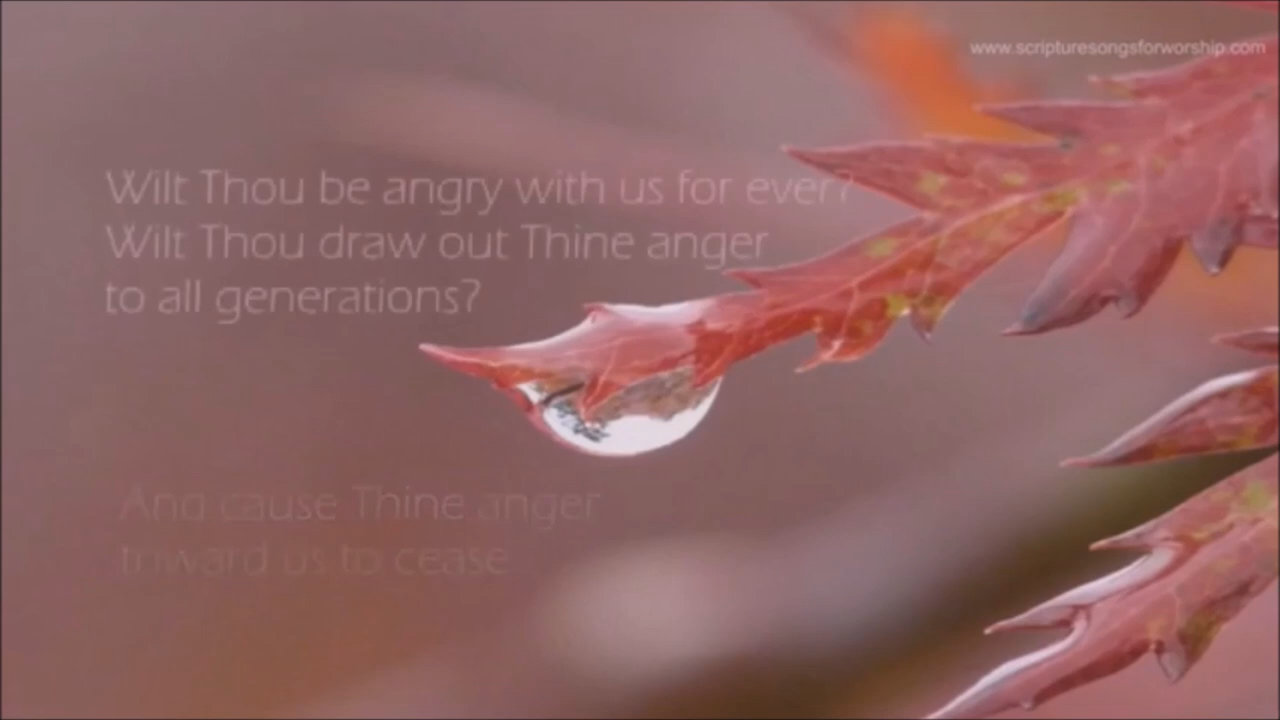 www.scripturesongsforworship.com
Wilt Thou be angry with us for ever?
Wilt Thou draw out Thine anger
to all generations?
And cause Thine anger
toward us to cease